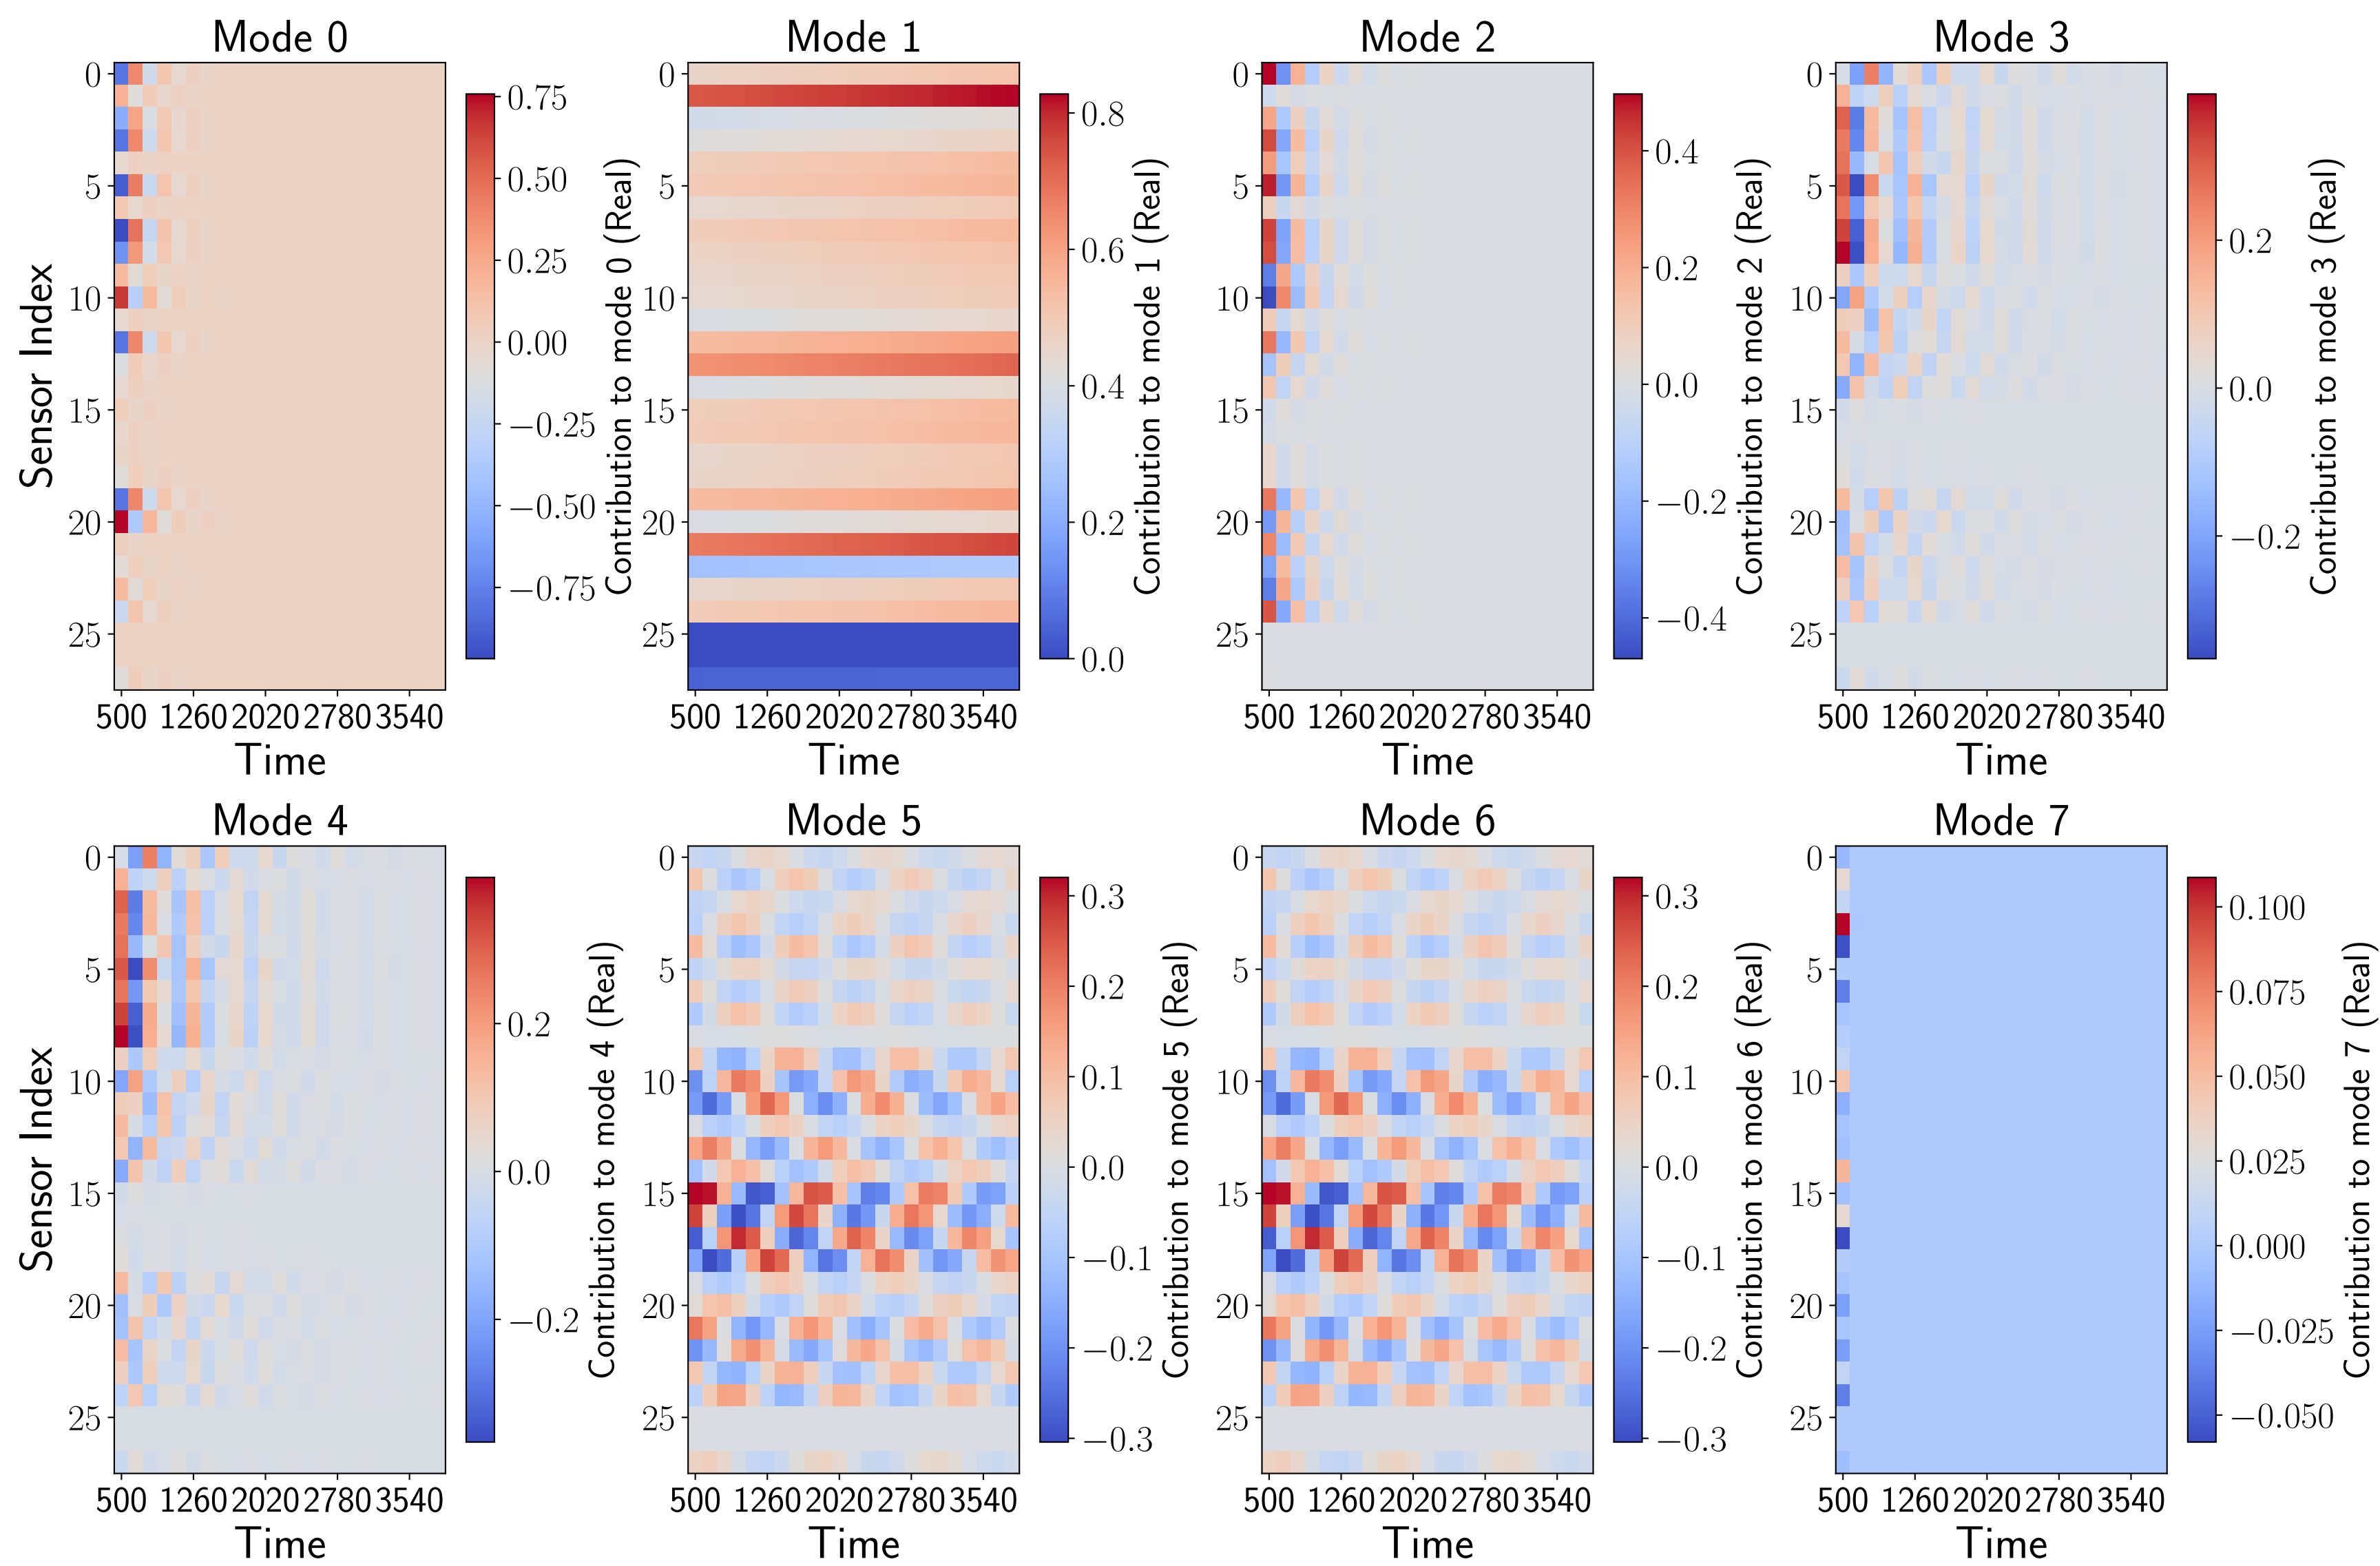 Mode 0
Mode 1
Mode 2
Mode 3
0
5
10
15
20
25
Sensor Index
500 1260 2020 2780 3540
Time
0.75
0.50
0.25
0.00
−0.25
−0.50
−0.75
Contribution to mode 0 (Real)
0
5
10
15
20
25
500 1260 2020 2780 3540
Time
0.8
0.6
0.4
0.2
0.0
Contribution to mode 1 (Real)
0
5
10
15
20
25
500 1260 2020 2780 3540
Time
0.4
0.2
0.0
−0.2
−0.4
Contribution to mode 2 (Real)
0
5
10
15
20
25
500 1260 2020 2780 3540
Time
0.2
0.0
−0.2
Contribution to mode 3 (Real)
Mode 4
Mode 5
Mode 6
Mode 7
0
5
10
15
20
25
Sensor Index
500 1260 2020 2780 3540
Time
0.2
0.0
−0.2
Contribution to mode 4 (Real)
0
5
10
15
20
25
500 1260 2020 2780 3540
Time
0.3
0.2
0.1
0.0
−0.1
−0.2
−0.3
Contribution to mode 5 (Real)
0
5
10
15
20
25
500 1260 2020 2780 3540
Time
0.3
0.2
0.1
0.0
−0.1
−0.2
−0.3
Contribution to mode 6 (Real)
0
5
10
15
20
25
500 1260 2020 2780 3540
Time
0.100
0.075
0.050
0.025
0.000
−0.025
−0.050
Contribution to mode 7 (Real)